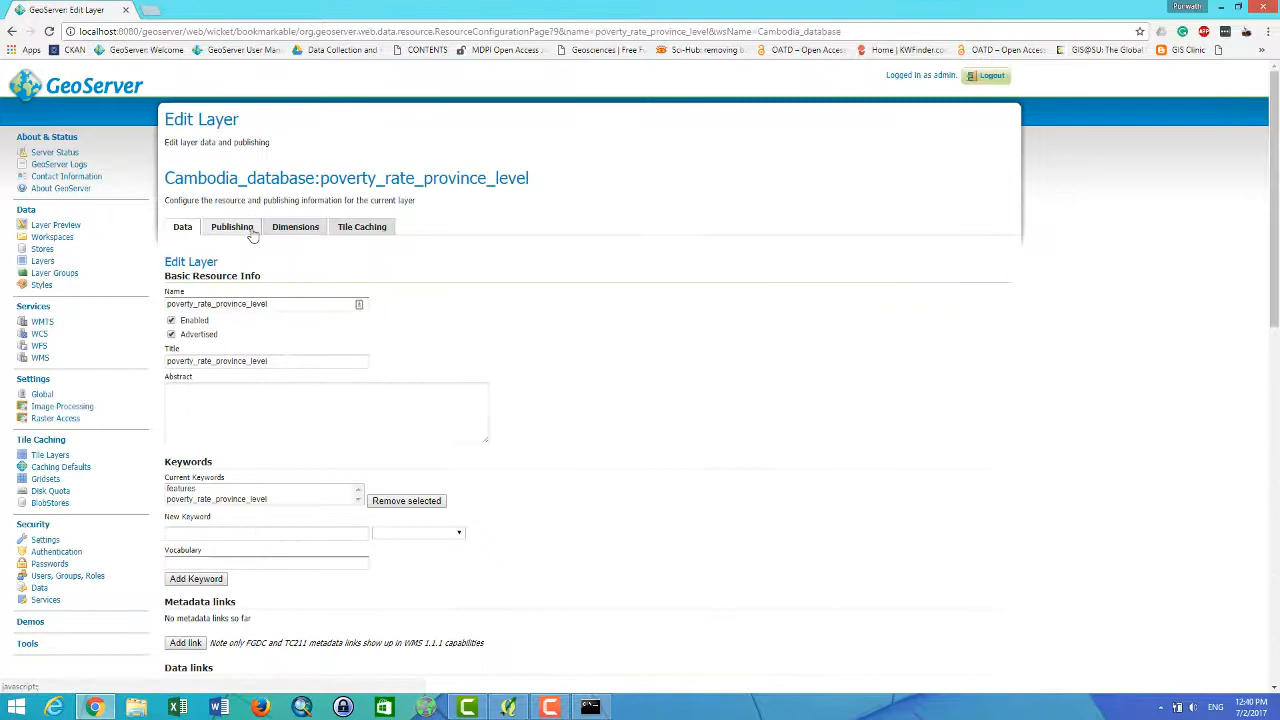 GeoServer: Edit Layer
Purwath
localhost:8080/geoserver/web/wicket/bookmarkable/org.geoserver.web.data.resource.ResourceConfigurationPage?9&name=poverty_rate_province_level&wsName=Cambodia_database
Apps CKAN GeoServer: Welcome GeoServer User Man Data Collection and CONTENTS MDPI Open Access Geosciences | Free Sci-Hub: removing OATD – Open Access Home | KWFinder.com OATD – Open Access GIS@SU: The Global GIS Clinic
GeoServer
Logged in as admin. Logout
About & Status
Server Status
GeoServer Logs
Contact Information
About GeoServer
Data
Layer Preview
Workspaces
Stores
Layers
Layer Groups
Styles
Services
WMTS
WCS
WFS
WMS
Settings
Global
Image Processing
Raster Access
Tile Caching
Tile Layers
Caching Defaults
Gridsets
Disk Quota
BlobStores
Security
Settings
Authentication
Passwords
Users, Groups, Roles
Data
Services
Demos
Tools
Edit Layer
Edit layer data and publishing
Cambodia_database:poverty_rate_province_level
Configure the resource and publishing information for the current layer
Data Publishing Dimensions Tile Caching
Edit Layer
Basic Resource Info
Name
poverty_rate_province_level
Enabled
Advertised
Title
poverty_rate_province_level
Abstract
Keywords
Current Keywords
features
poverty_rate_province_level
Remove selected
New Keyword
Vocabulary
Add Keyword
Metadata links
No metadata links so far
Add link Note only FGDC and TC211 metadata links show up in WMS 1.1.1 capabilities
Data links
javascript:;
ENG
12:40 PM
7/2/2017